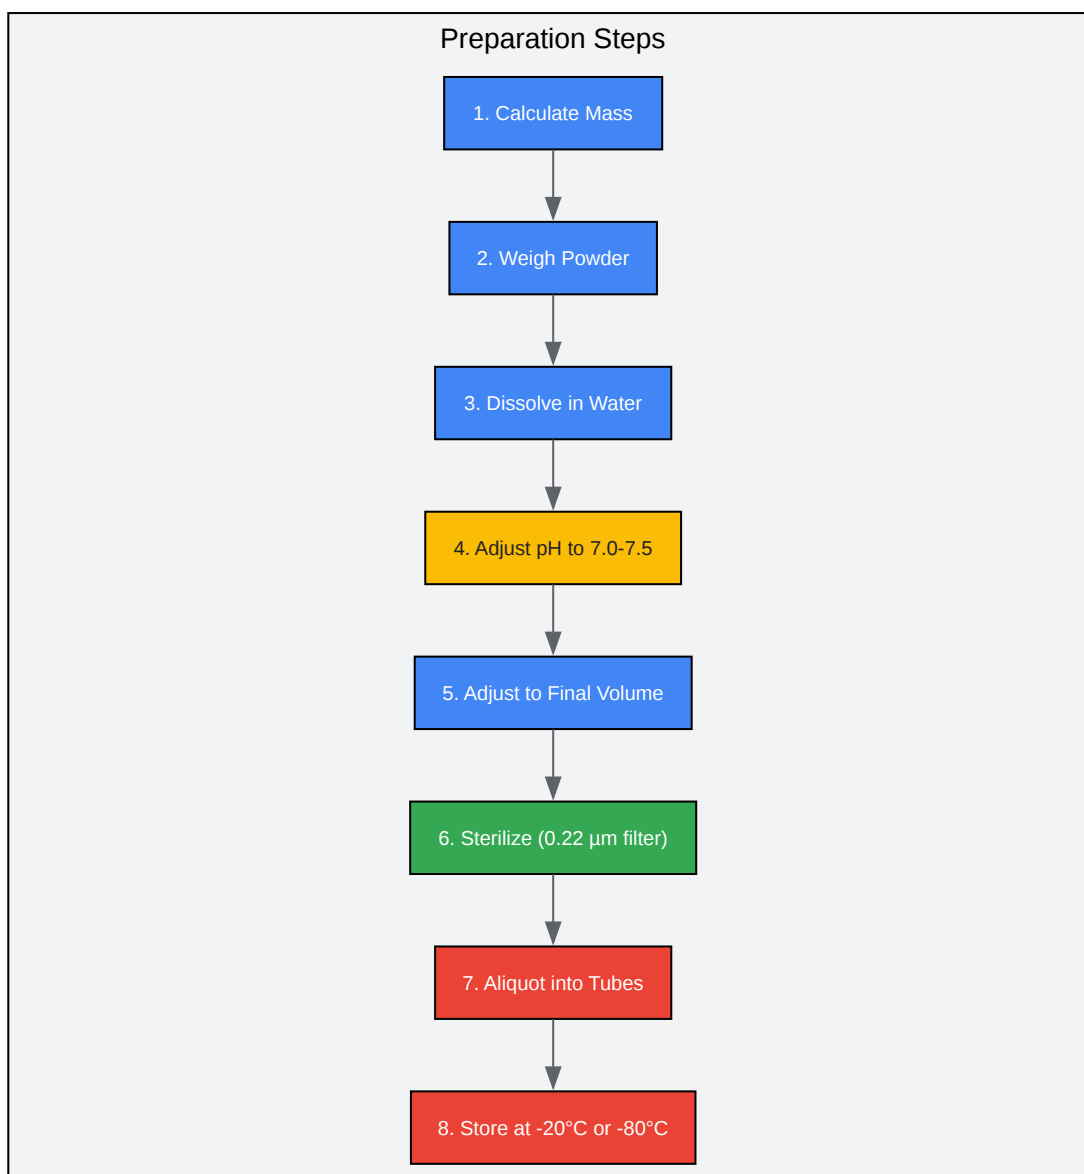 Preparation Steps
1. Calculate Mass
2. Weigh Powder
3. Dissolve in Water
4. Adjust pH to 7.0-7.5
5. Adjust to Final Volume
6. Sterilize (0.22 µm filter)
7. Aliquot into Tubes
8. Store at -20°C or -80°C